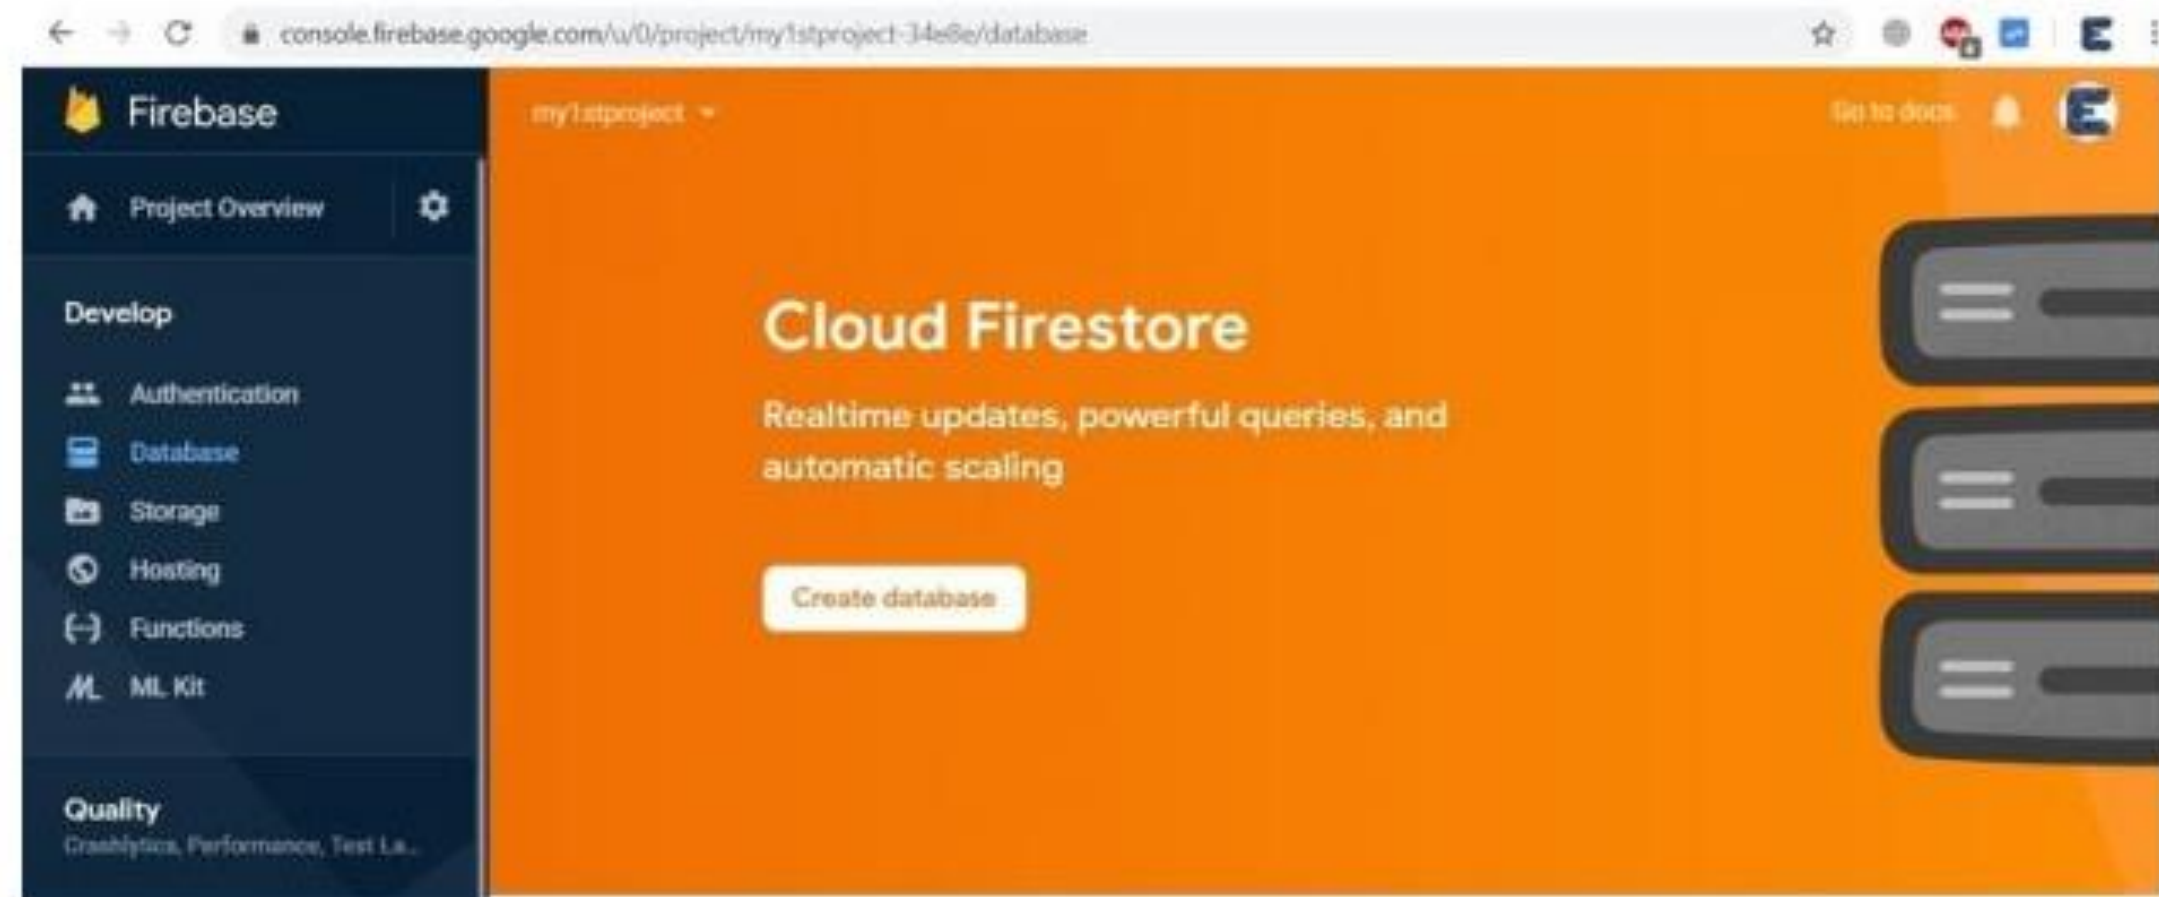 console.firebase.google.com/u/0/project/my1stproject-34e8e/database
Firebase
my1stproject
Go to docs
Project Overview
Develop
Authentication
Database
Storage
Hosting
Functions
ML Kit
Quality
Crashlytics, Performance, Test La...
Cloud Firestore
Realtime updates, powerful queries, and
automatic scaling
Create database